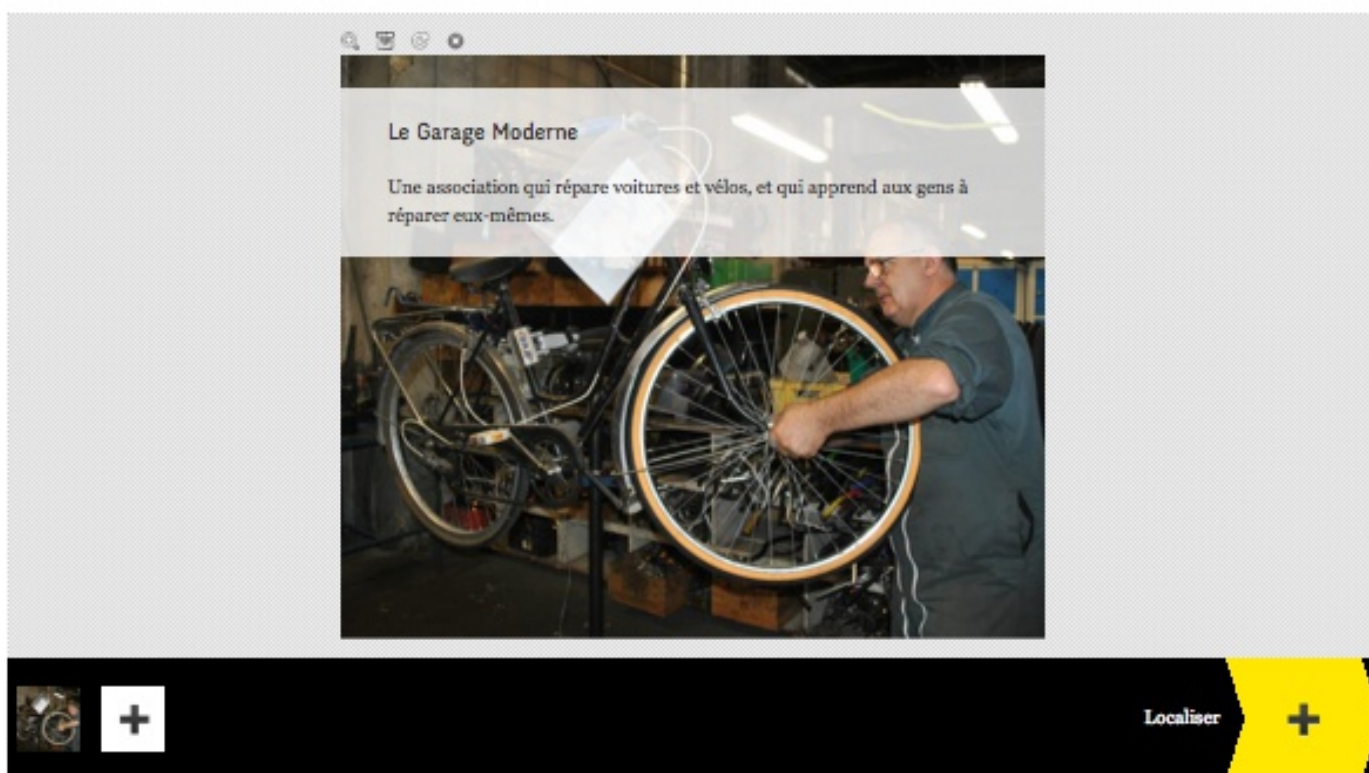 Le Garage Moderne
Une association qui répare voitures et vélos, et qui apprend aux gens à
réparer eux-mêmes.
Localiser